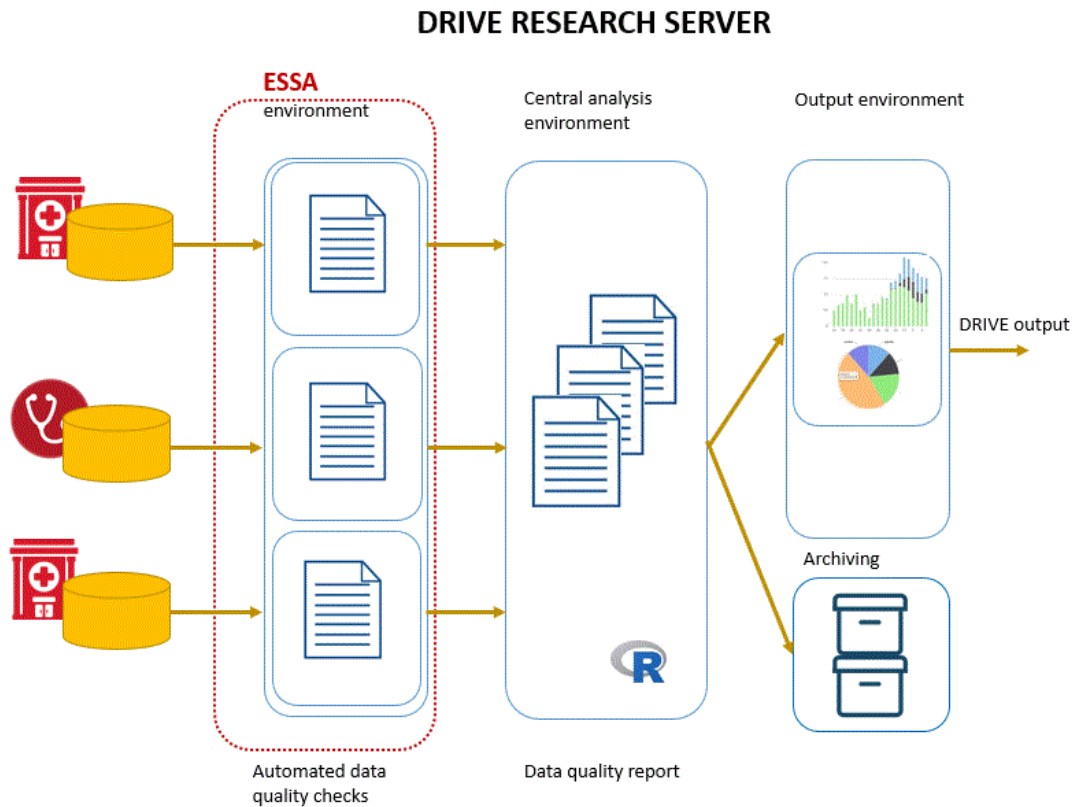 DRIVE RESEARCH SERVER
ESSA
environment
Central analysis
environment
Output environment
DRIVE output
Archiving
R
Automated data
quality checks
Data quality report